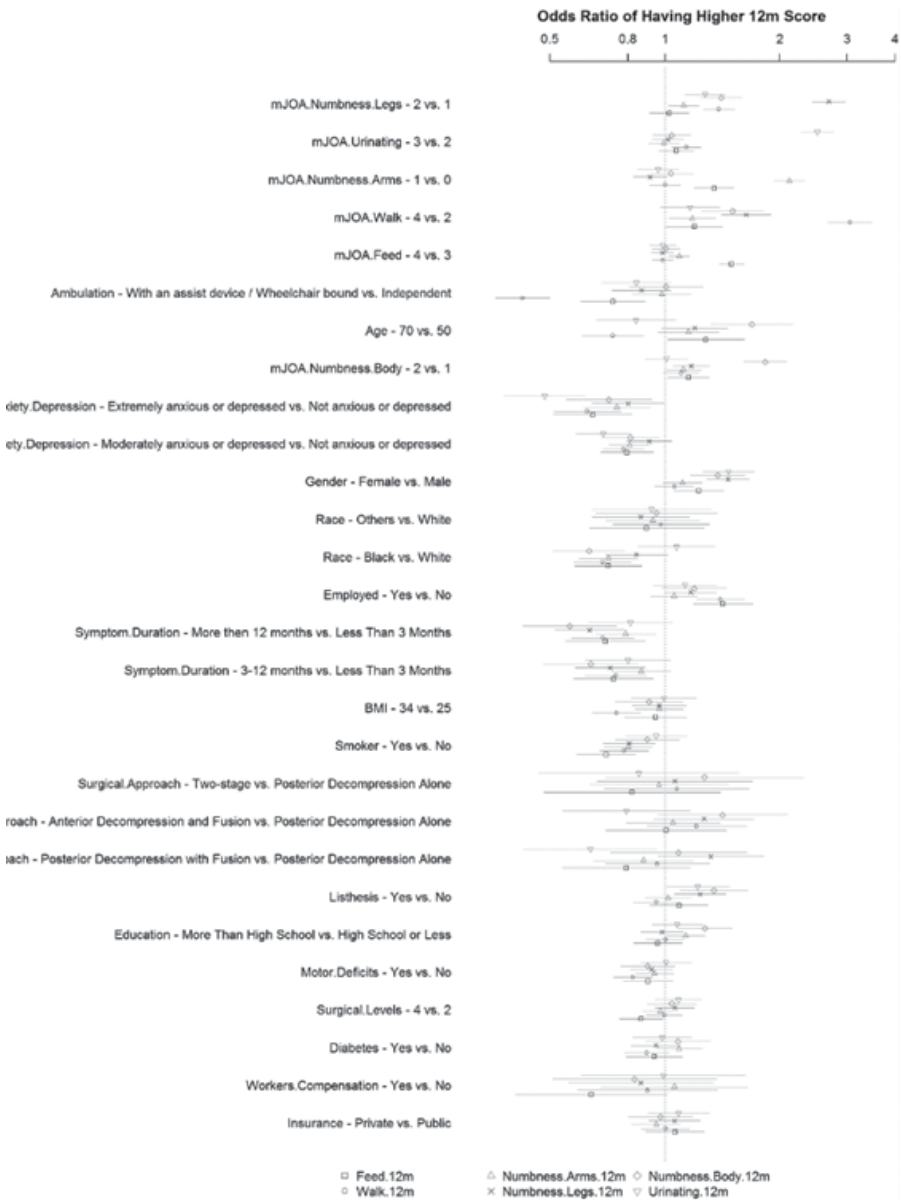 Odds Ratio of Having Higher 12m Score
0.5 0.8 1 2 3 4
mJOA.Numbness.Legs - 2 vs. 1
mJOA.Urinating - 3 vs. 2
mJOA.Numbness.Arms - 1 vs. 0
mJOA.Walk - 4 vs. 2
mJOA.Feed - 4 vs. 3
Ambulation - With an assist device / Wheelchair bound vs. Independent
Age - 70 vs. 50
mJOA.Numbness.Body - 2 vs. 1
iety.Depression - Extremely anxious or depressed vs. Not anxious or depressed
ety.Depression - Moderately anxious or depressed vs. Not anxious or depressed
Gender - Female vs. Male
Race - Others vs. White
Race - Black vs. White
Employed - Yes vs. No
Symptom.Duration - More then 12 months vs. Less Than 3 Months
Symptom.Duration - 3-12 months vs. Less Than 3 Months
BMI - 34 vs. 25
Smoker - Yes vs. No
Surgical.Approach - Two-stage vs. Posterior Decompression Alone
roach - Anterior Decompression and Fusion vs. Posterior Decompression Alone
oach - Posterior Decompression with Fusion vs. Posterior Decompression Alone
Listhesis - Yes vs. No
Education - More Than High School vs. High School or Less
Motor.Deficits - Yes vs. No
Surgical.Levels - 4 vs. 2
Diabetes - Yes vs. No
Workers.Compensation - Yes vs. No
Insurance - Private vs. Public
Feed.12m Numbness.Arms.12m Numbness.Body.12m
Walk.12m Numbness.Legs.12m Urinating.12m